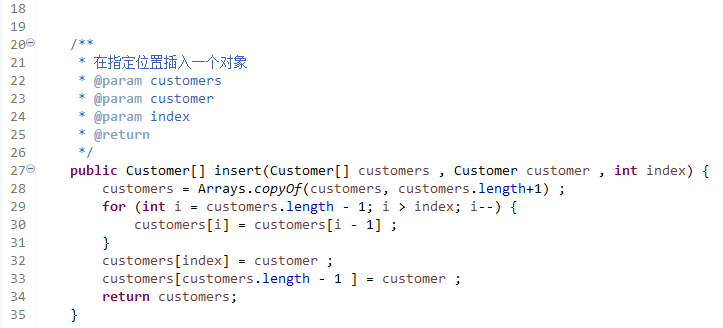 18
19
20 /**
21 * 在指定位置插入一个对象
22 * @param customers
23 * @param customer
24 * @param index
25 * @return
26 */
27 public Customer[] insert(Customer[] customers , Customer customer , int index) {
28 customers = Arrays.copyOf(customers, customers.length+1) ;
29 for (int i = customers.length - 1; i > index; i--) {
30 customers[i] = customers[i - 1] ;
31 }
32 customers[index] = customer ;
33 customers[customers.length - 1 ] = customer ;
34 return customers;
35 }